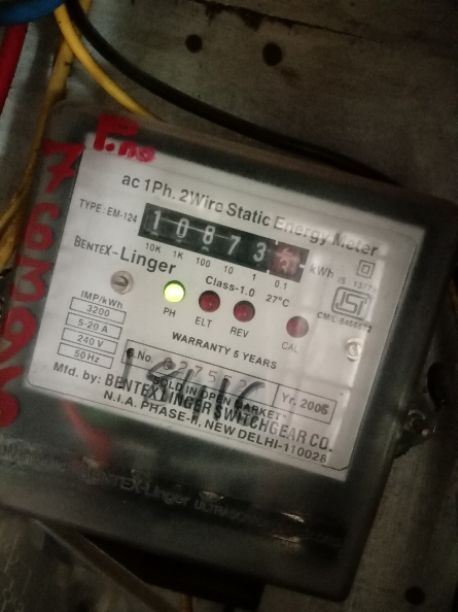 P.no
ac 1Ph. 2Wire Static Energy Meter
TYPE: EM-124
10873
kWh
10K 1K 100 10 1 0.1
BENTEX-Linger
Class-1.0 27°C
IMP/kWh
3200
5-20 A
240 V
50 Hz
PH ELT REV CAL
WARRANTY 5 YEARS
S.No.
Yr. 2006
SOLD IN OPEN MARKET
Mfd. by: BENTEX LINGER SWITCHGEAR CO.
N.I.A. PHASE-II, NEW DELHI-110028
BENTEX-Linger